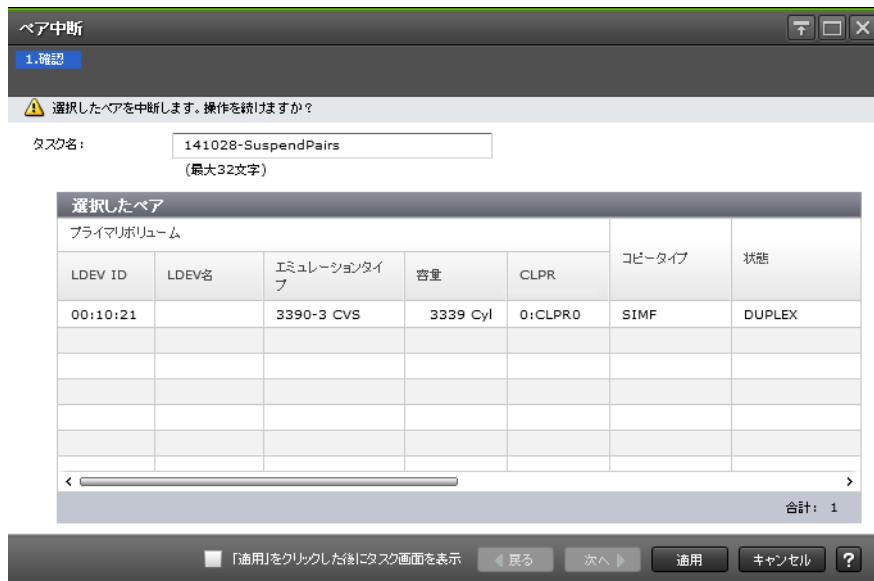 ペア中断
1.確認
選択したペアを中断します。操作を続けますか？
タスク名： 141028-SuspendPairs
(最大32文字)
選択したペア
プライマリボリューム コピータイプ 状態
LDEV ID LDEV名 エミュレーションタイ
プ 容量 CLPR
00:10:21 3390-3 CVS 3339 Cyl 0:CLPR0 SIMF DUPLEX
合計： 1
「適用」をクリックした後にタスク画面を表示 戻る 次へ 適用 キャンセル ?